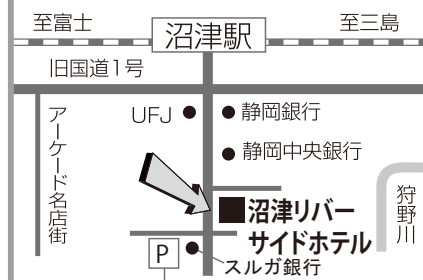 至富士
沼津駅
至三島
旧国道1号
アーケード名店街
UFJ
静岡銀行
静岡中央銀行
狩野川
沼津リバー
サイドホテル
P
スルガ銀行